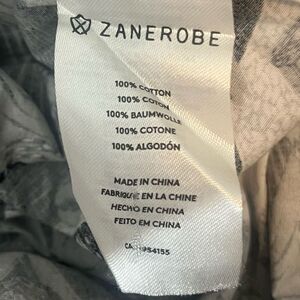 ZANEROBE
100% COTTON
100% COTON
100% BAUMWOLLE
100% COTONE
100% ALGODÓN
MADE IN CHINA
FABRIQUÉ EN LA CHINE
HECHO EN CHINA
FEITO EM CHINA